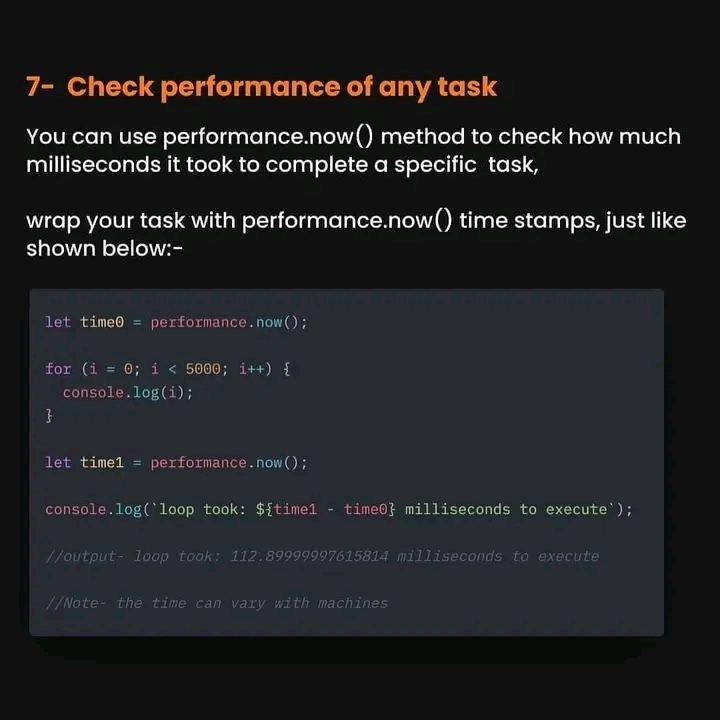 7- Check performance of any task
You can use performance.now() method to check how much
milliseconds it took to complete a specific task,
wrap your task with performance.now() time stamps, just like
shown below:-
let time0 = performance.now();
for (i = 0; i < 5000; i++) {
  console.log(i);
}
let time1 = performance.now();
console.log(`loop took: ${time1 - time0} milliseconds to execute`);
//output- loop took: 112.89999997615814 milliseconds to execute
//Note- the time can vary with machines